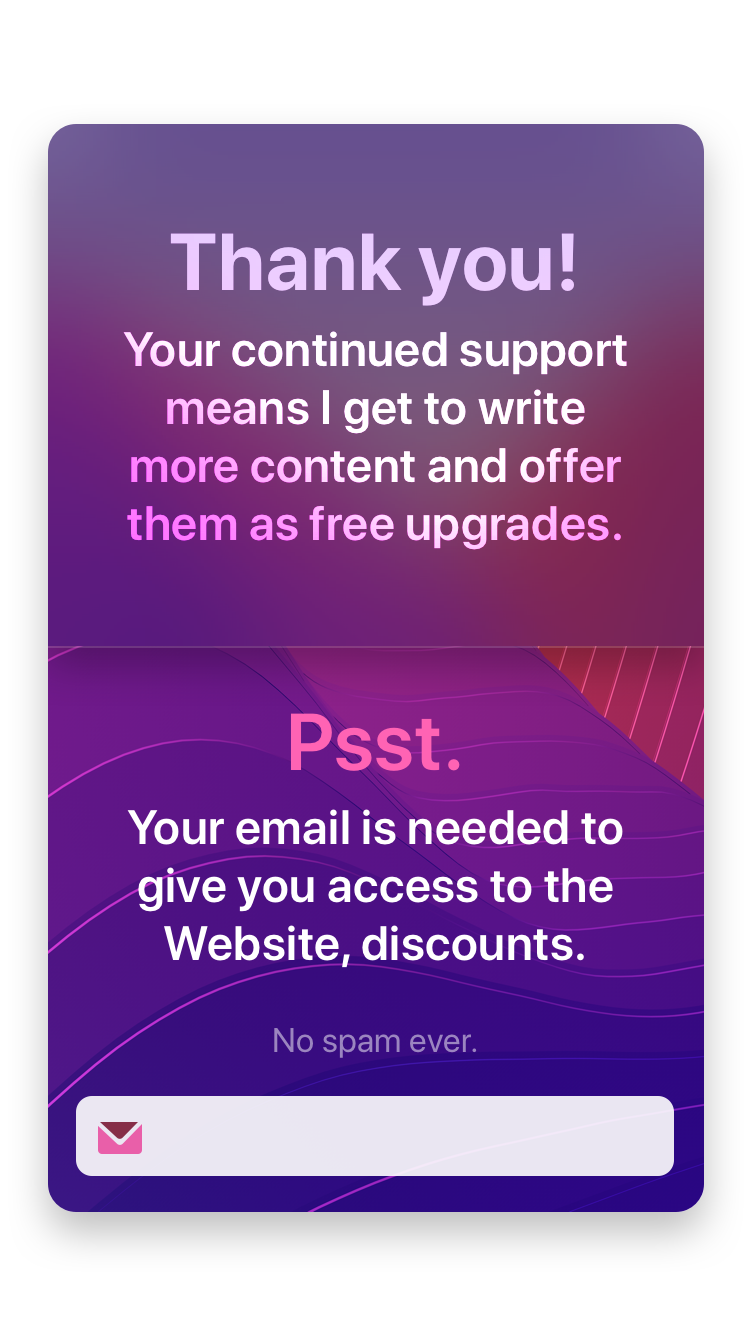 Thank you!
Your continued support
means I get to write
more content and offer
them as free upgrades.
Psst.
Your email is needed to
give you access to the
Website, discounts.
No spam ever.